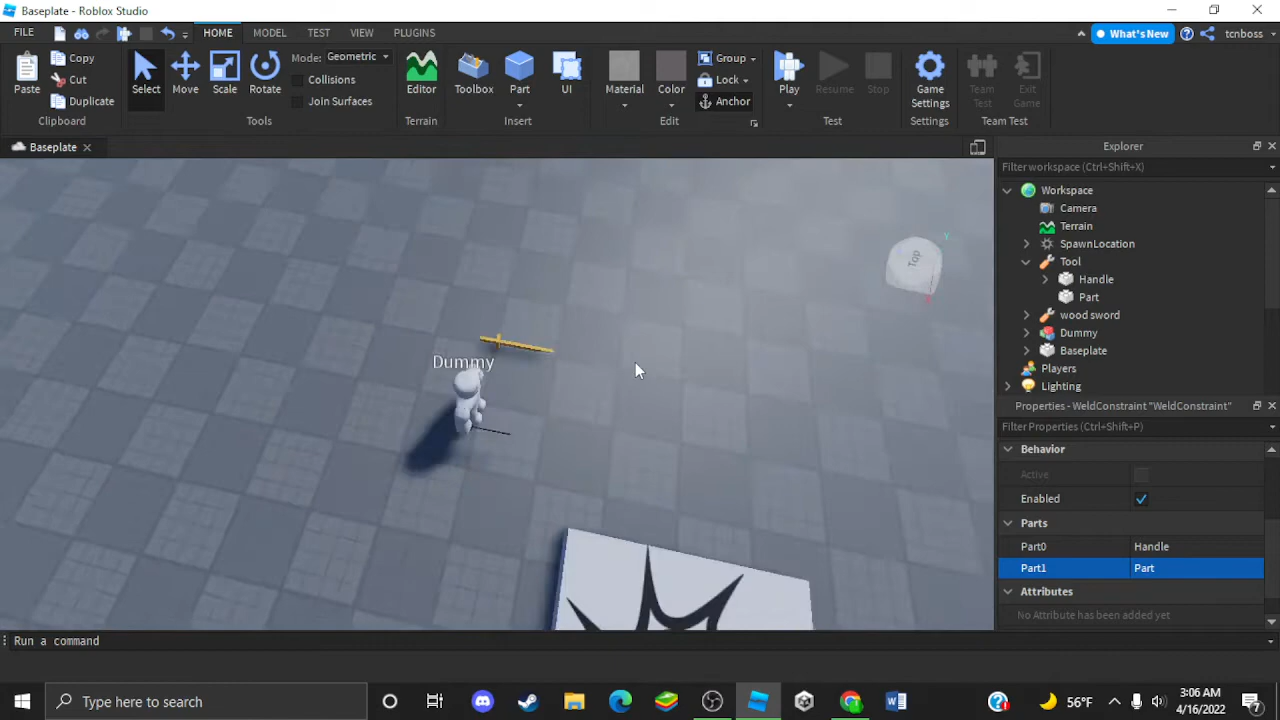 Baseplate - Roblox Studio
FILE HOME MODEL TEST VIEW PLUGINS What's New tcnboss
Paste Copy Cut Duplicate Select Move Scale Rotate Mode: Geometric Collisions Join Surfaces Editor Toolbox Part UI Material Color Group Lock Anchor Play Resume Stop Game Settings Team Test Exit Game
Clipboard Tools Terrain Insert Edit Test Settings Team Test
Baseplate
Explorer
Filter workspace (Ctrl+Shift+X)
Workspace
Camera
Terrain
SpawnLocation
Tool
Handle
Part
wood sword
Dummy
Baseplate
Players
Lighting
Top
Y
Dummy
Properties - WeldConstraint "WeldConstraint"
Filter Properties (Ctrl+Shift+P)
Behavior
Active
Enabled
Parts
Part0 Handle
Part1 Part
Attributes
No Attribute has been added yet
Run a command
Type here to search
56°F
3:06 AM
4/16/2022
7